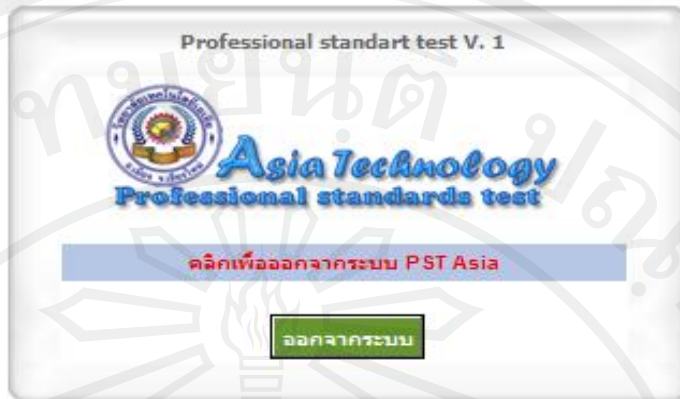 Professional standart test V. 1
Asia Technology
Professional standards test
คลิกเพื่อออกจากระบบ PST Asia
ออกจากระบบ